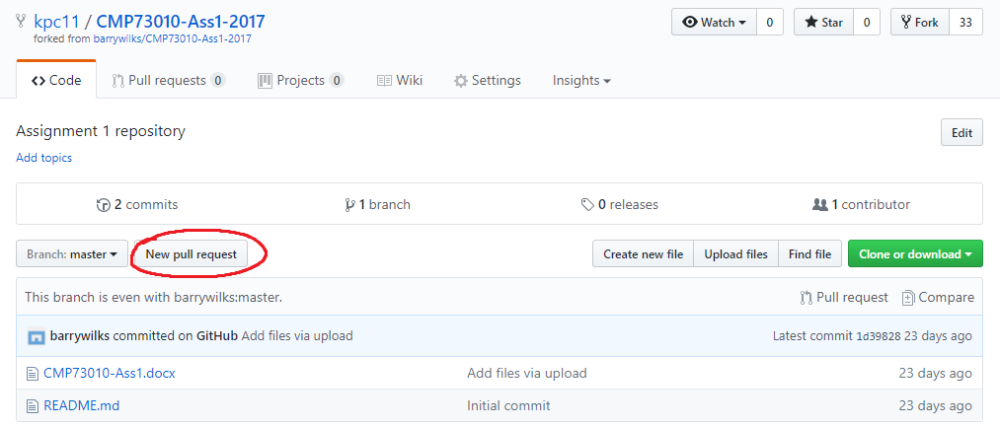 kpc11 / CMP73010-Ass1-2017
forked from barrywilks/CMP73010-Ass1-2017
Watch 0 Star 0 Fork 33
Code Pull requests 0 Projects 0 Wiki Settings Insights
Assignment 1 repository
Edit
Add topics
2 commits 1 branch 0 releases 1 contributor
Branch: master New pull request Create new file Upload files Find file Clone or download
This branch is even with barrywilks:master. Pull request Compare
barrywilks committed on GitHub Add files via upload Latest commit 1d39828 23 days ago
CMP73010-Ass1.docx Add files via upload 23 days ago
README.md Initial commit 23 days ago